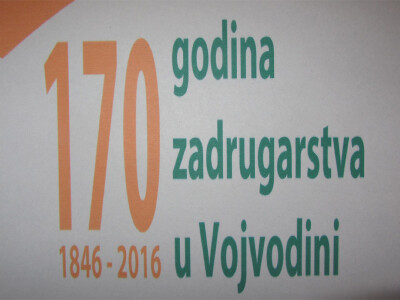 170 godina
zadrugarstva
1846 - 2016 u Vojvodini